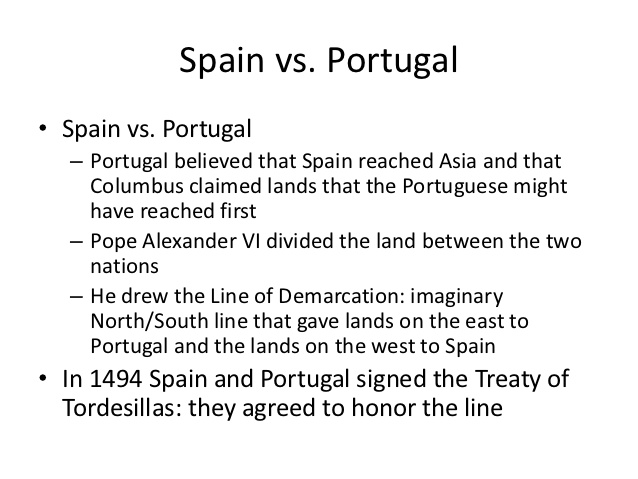 Spain vs. Portugal
• Spain vs. Portugal
– Portugal believed that Spain reached Asia and that
Columbus claimed lands that the Portuguese might
have reached first
– Pope Alexander VI divided the land between the two
nations
– He drew the Line of Demarcation: imaginary
North/South line that gave lands on the east to
Portugal and the lands on the west to Spain
• In 1494 Spain and Portugal signed the Treaty of
Tordesillas: they agreed to honor the line